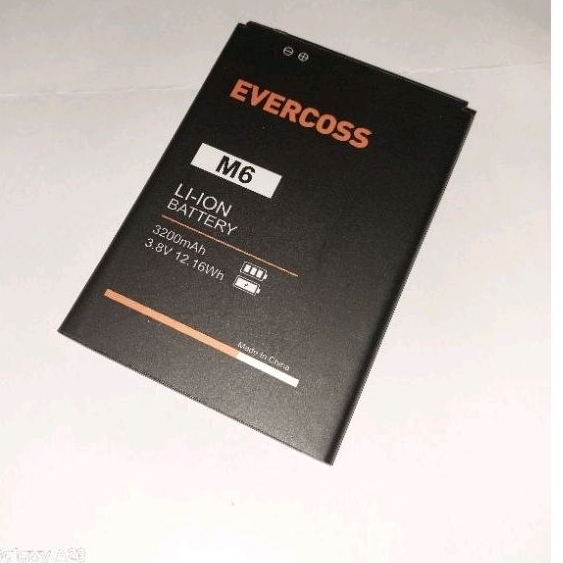 ⊖ ⊕
EVERCOSS
M6
LI-ION
BATTERY
3200mAh
3.8V 12.16Wh
Made In China